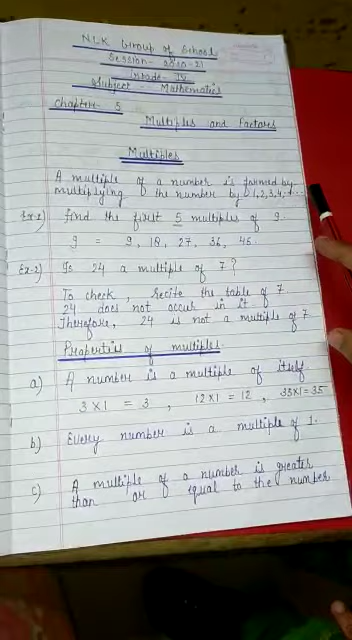 NLK Group of School
Session - 2020-21
Grade - IV
Subject - Mathematics
Chapter - 5
Multiples and Factors
Multiples
A multiple of a number is formed by
multiplying the number by 1,2,3,4,...
Ex-1) find the first 5 multiples of 9.
9 = 9, 18, 27, 36, 45.
Ex-2) Is 24 a multiple of 7?
To check, Recite the table of 7
24 does not occur in it
Therefore, 24 is not a multiple of 7
Properties of multiples
a) A number is a multiple of itself.
3×1 = 3, 12×1 = 12, 35×1 = 35
b) Every number is a multiple of 1.
c) A multiple of a number is greater
than or equal to the number